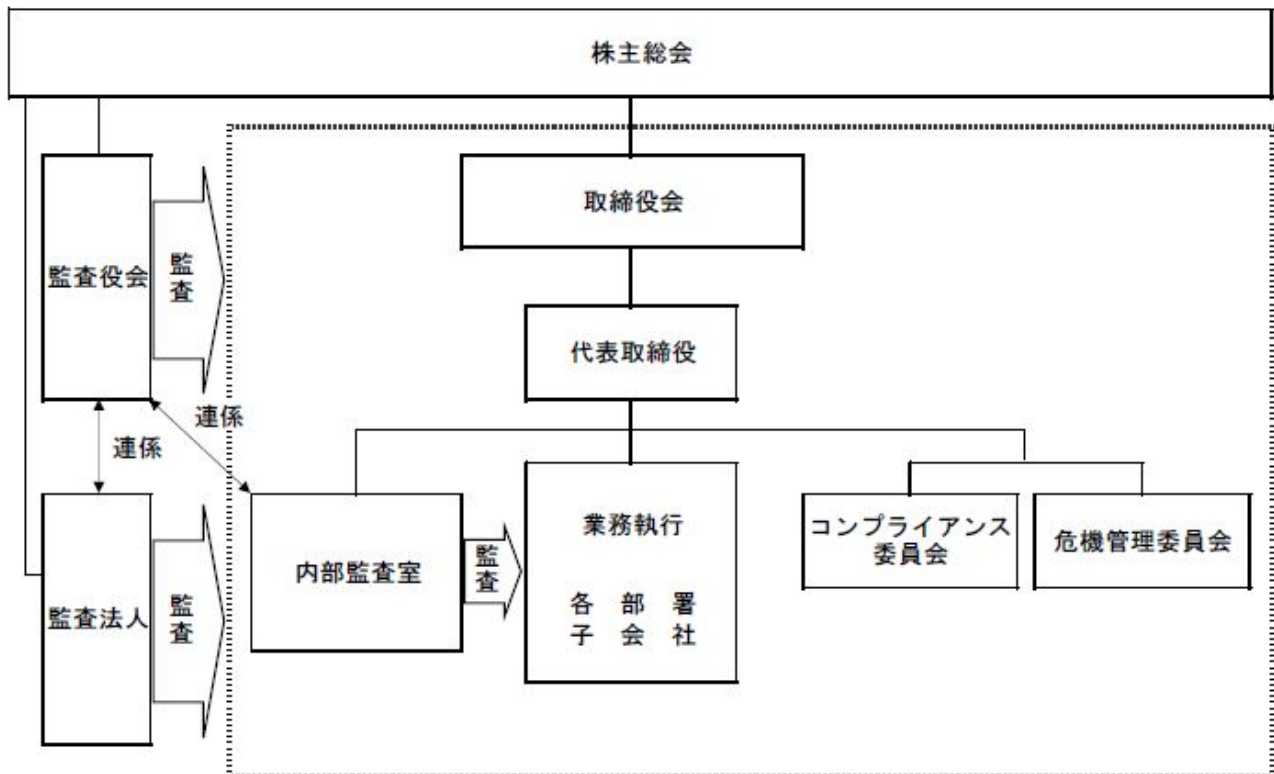 株主総会
取締役会
監査役会
監査
代表取締役
連係
連係
業務執行
各部署
子会社
コンプライアンス
委員会
危機管理委員会
内部監査室
監査
監査法人
監査